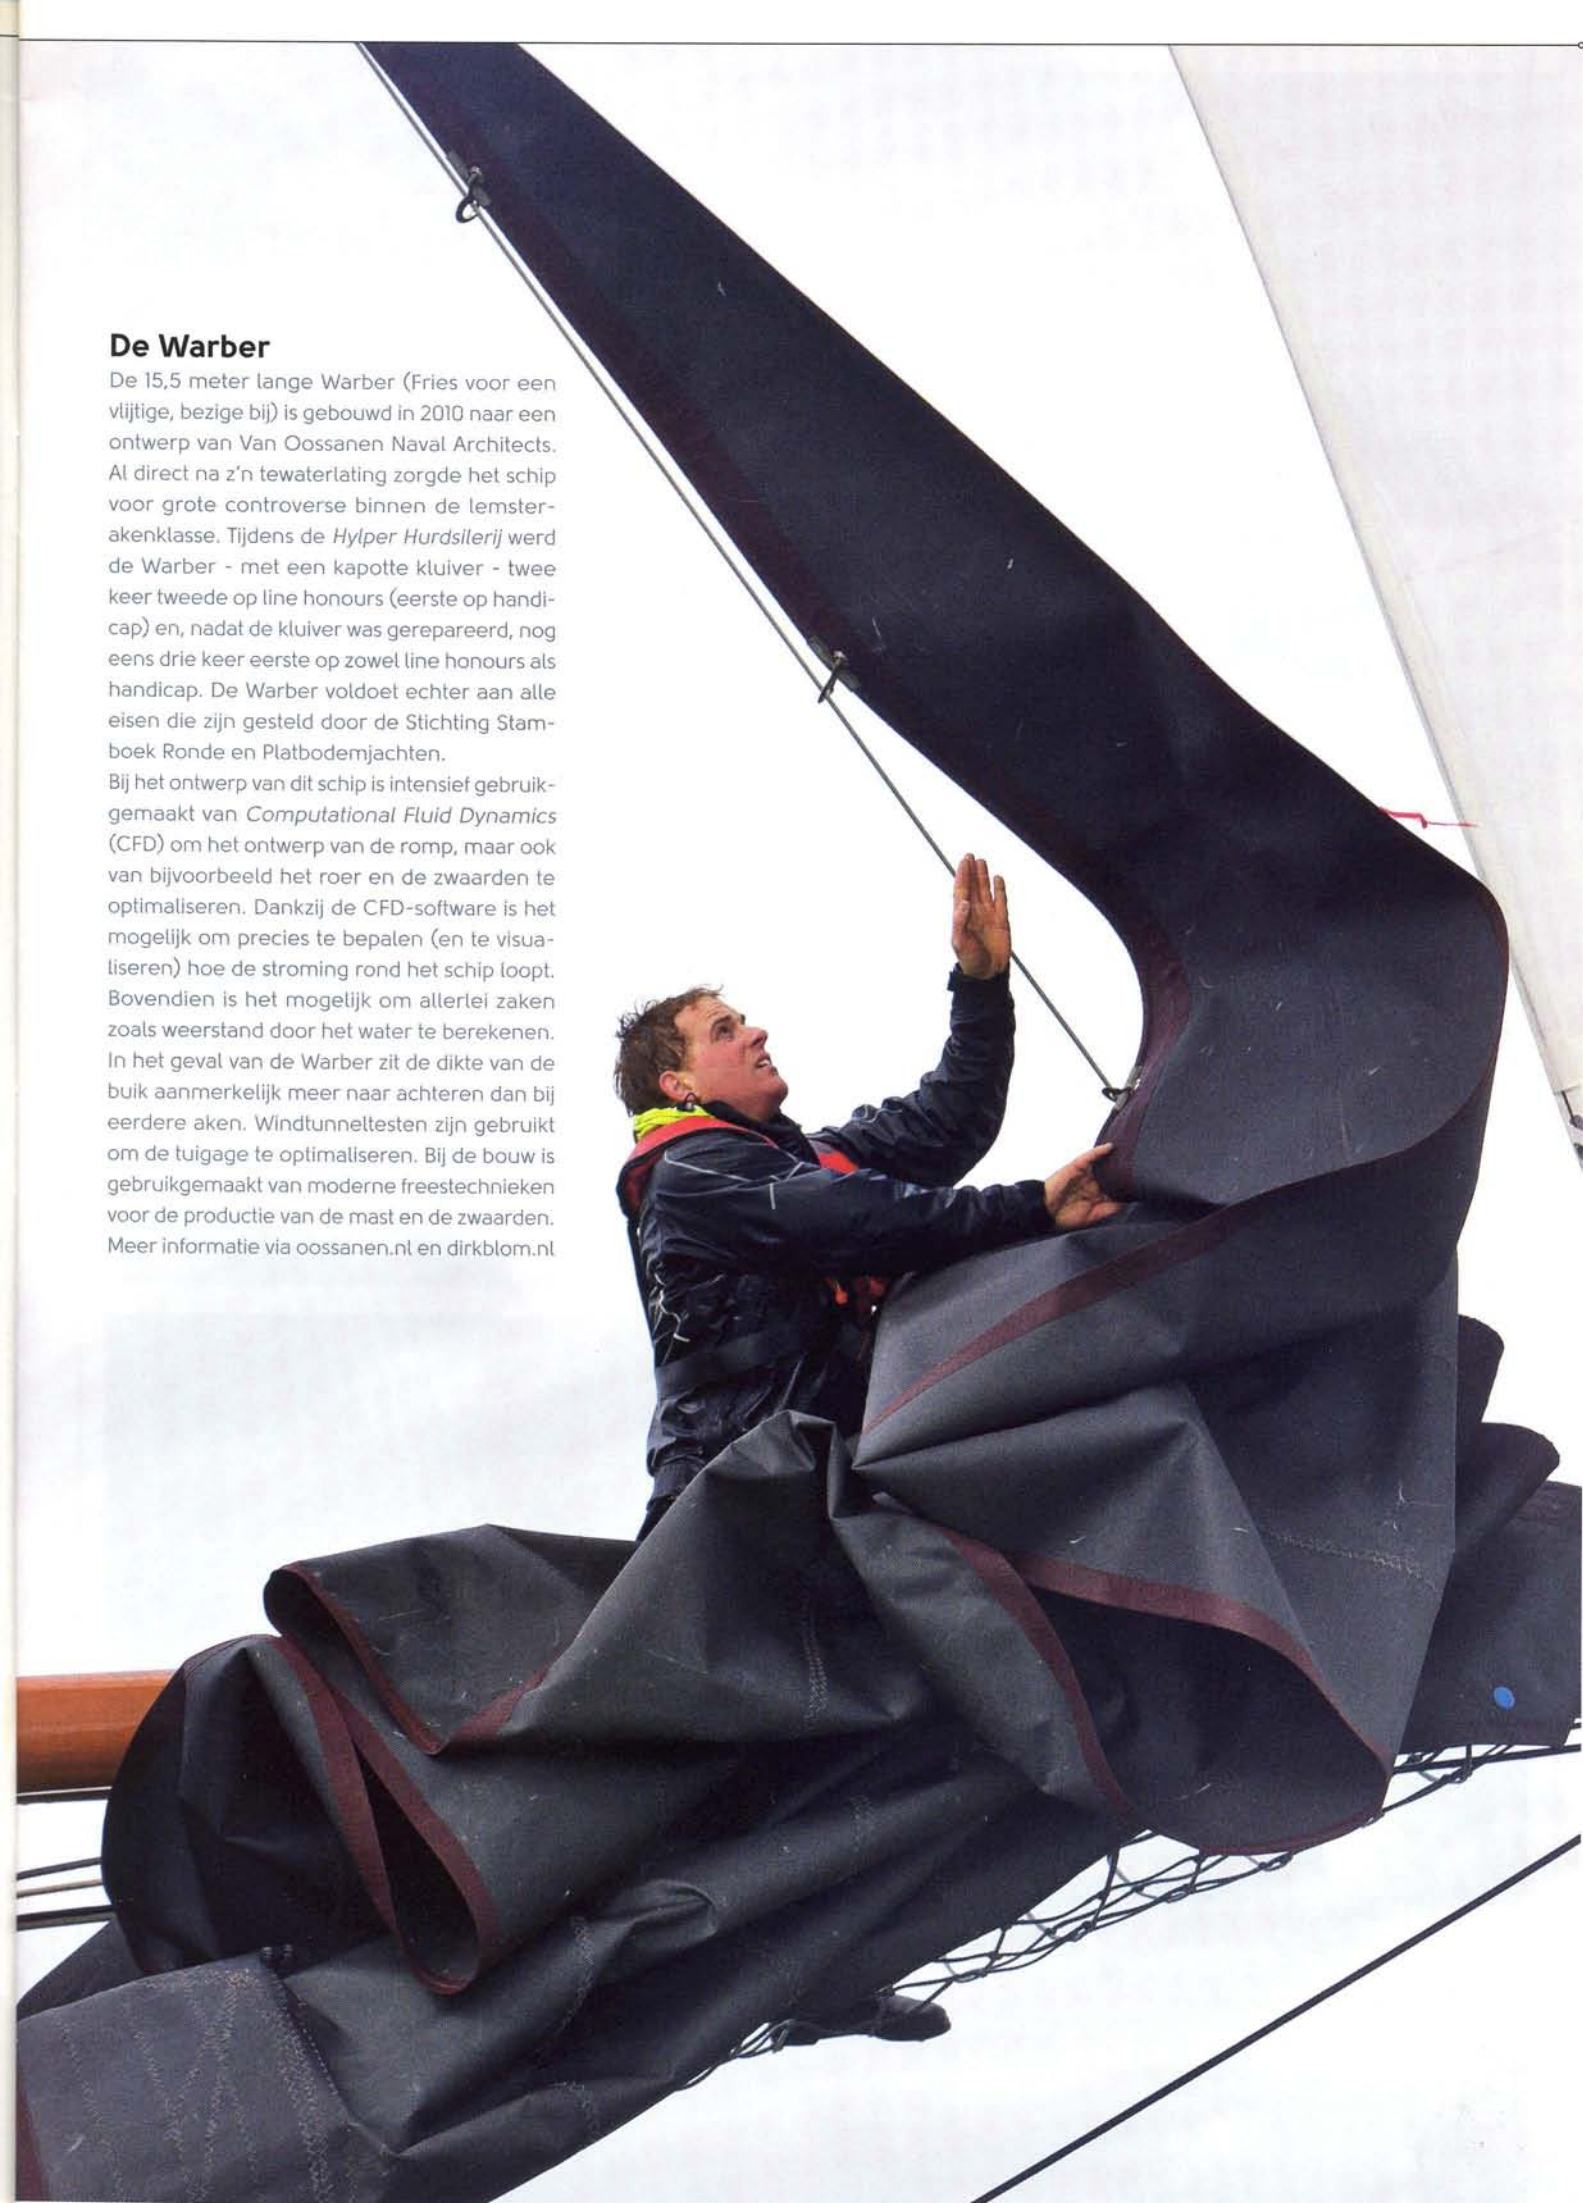 De Warber
De 15,5 meter lange Warber (Fries voor een
vlijtige, bezige bij) is gebouwd in 2010 naar een
ontwerp van Van Oossanen Naval Architects.
Al direct na z'n tewaterlating zorgde het schip
voor grote controverse binnen de lemster-
akenklasse. Tijdens de Hylper Hurdsilerij werd
de Warber - met een kapotte kluiver - twee
keer tweede op line honours (eerste op handi-
cap) en, nadat de kluiver was gerepareerd, nog
eens drie keer eerste op zowel line honours als
handicap. De Warber voldoet echter aan alle
eisen die zijn gesteld door de Stichting Stam-
boek Ronde en Platbodemjachten.
Bij het ontwerp van dit schip is intensief gebruik-
gemaakt van Computational Fluid Dynamics
(CFD) om het ontwerp van de romp, maar ook
van bijvoorbeeld het roer en de zwaarden te
optimaliseren. Dankzij de CFD-software is het
mogelijk om precies te bepalen (en te visua-
liseren) hoe de stroming rond het schip loopt.
Bovendien is het mogelijk om allerlei zaken
zoals weerstand door het water te berekenen.
In het geval van de Warber zit de dikte van de
buik aanmerkelijk meer naar achteren dan bij
eerdere aken. Windtunneltesten zijn gebruikt
om de tuigage te optimaliseren. Bij de bouw is
gebruikgemaakt van moderne freestechnieken
voor de productie van de mast en de zwaarden.
Meer informatie via oossanen.nl en dirkblom.nl